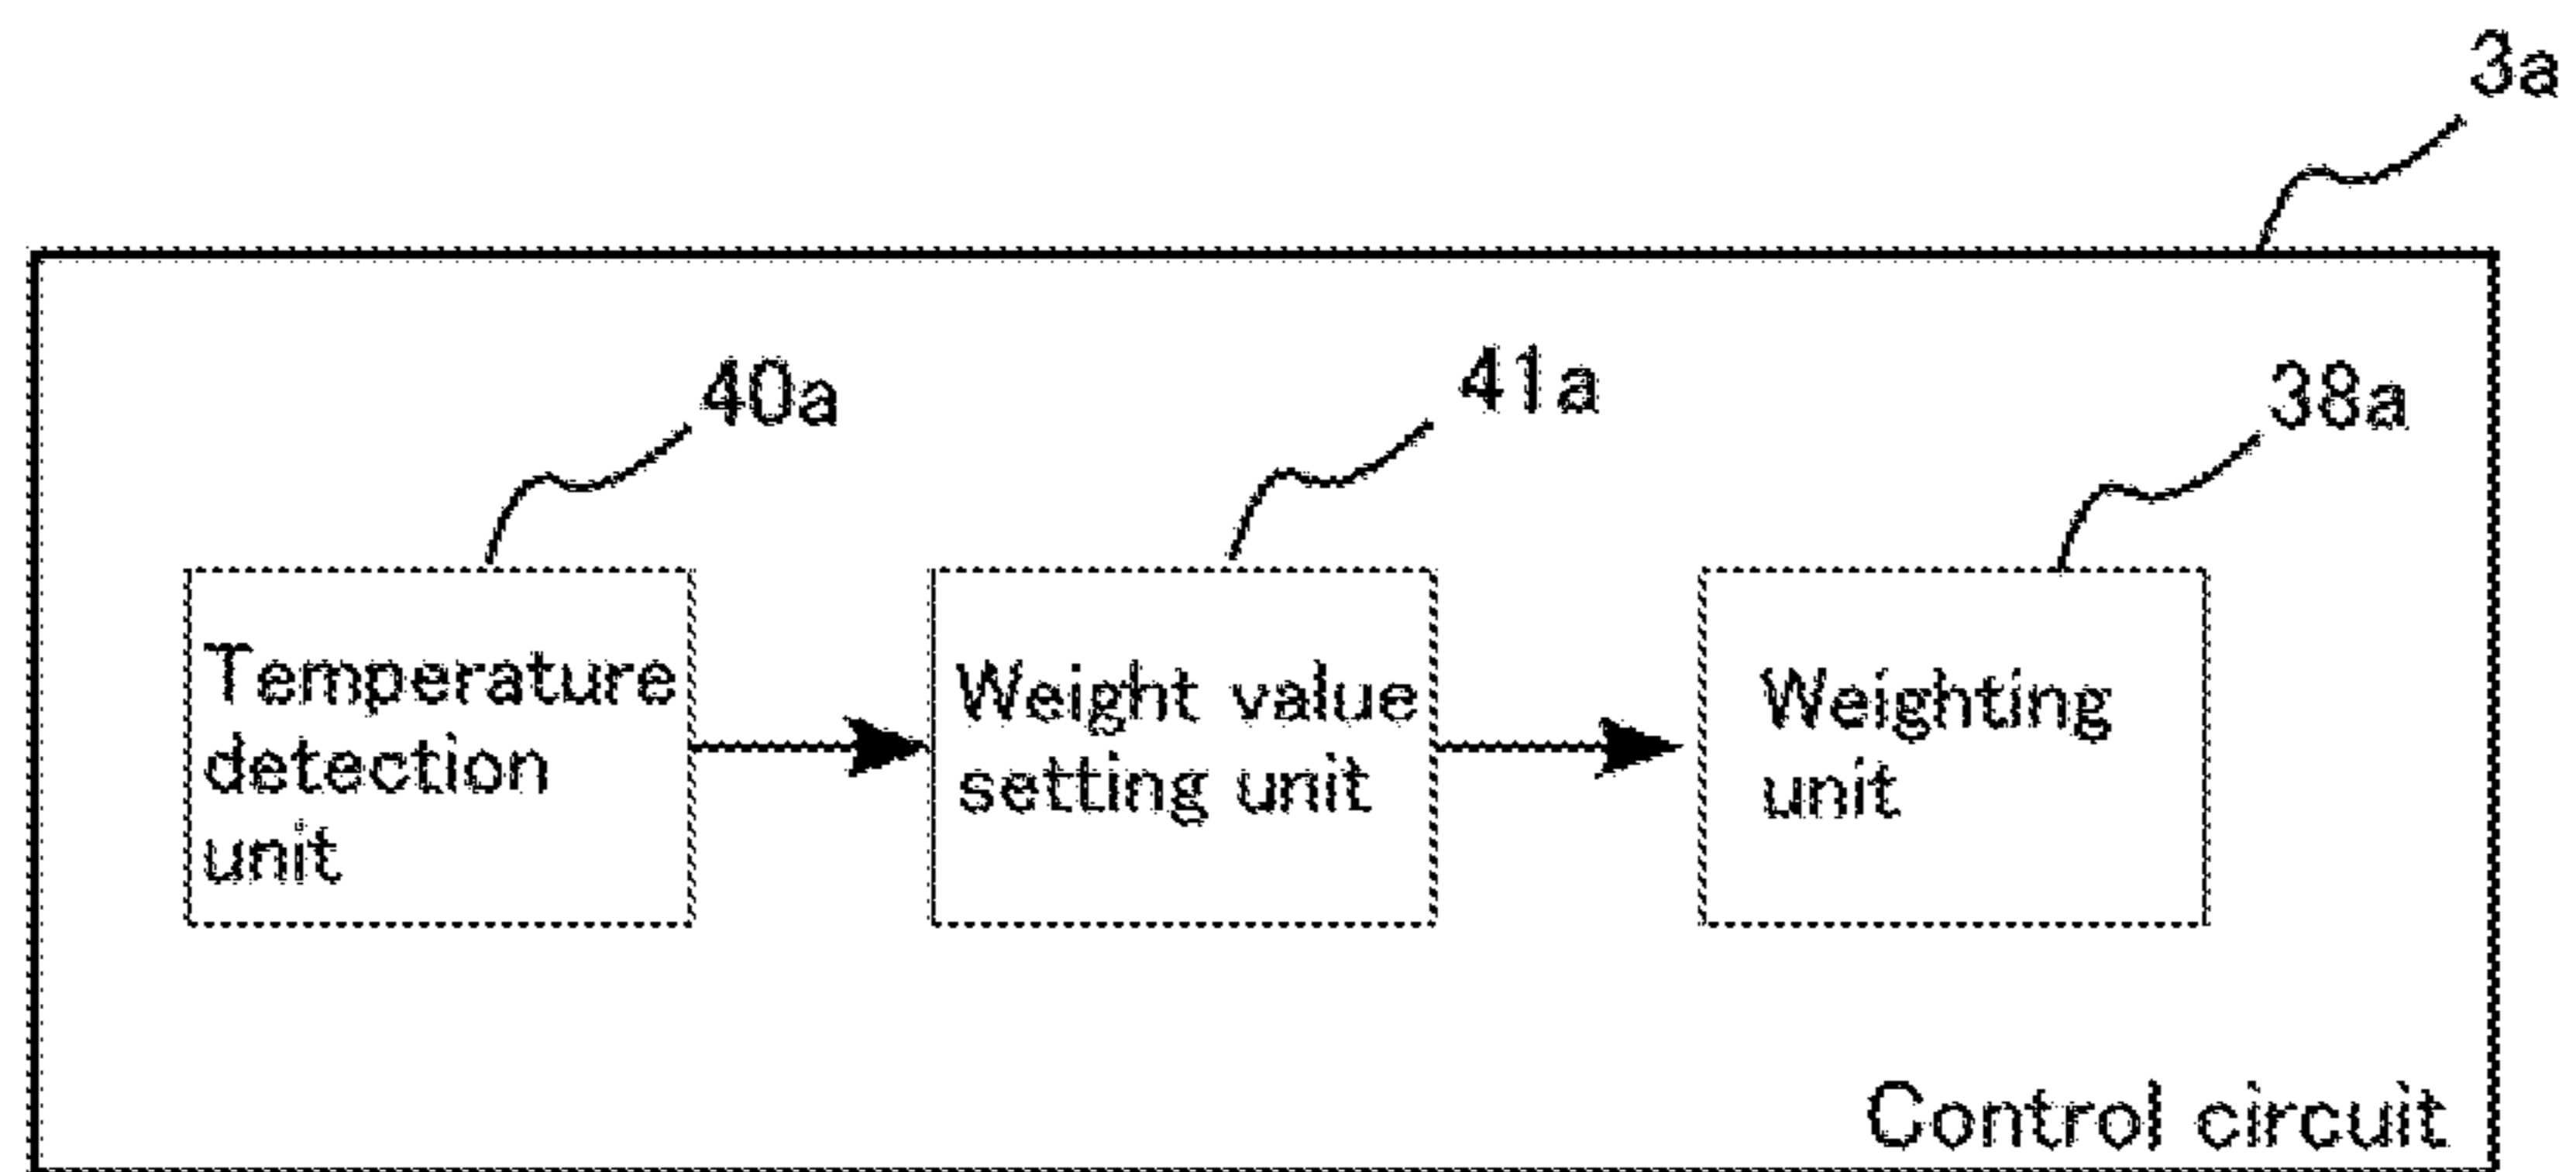 3a
40a
41a
38a
Temperature
detection
unit
Weight value
setting unit
Weighting
unit
Control circuit